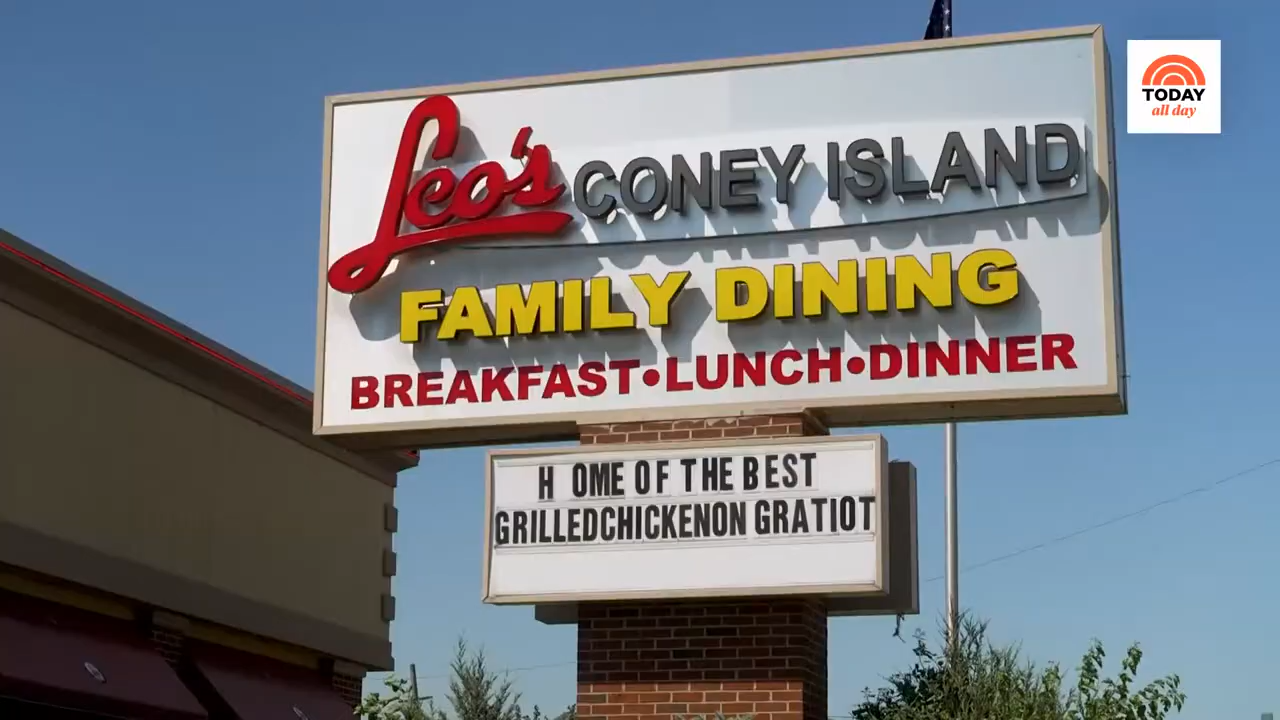 Leo's CONEY ISLAND
FAMILY DINING
BREAKFAST•LUNCH•DINNER
H OME OF THE BEST
GRILLEDCHICKENON GRATIOT
TODAY
all day